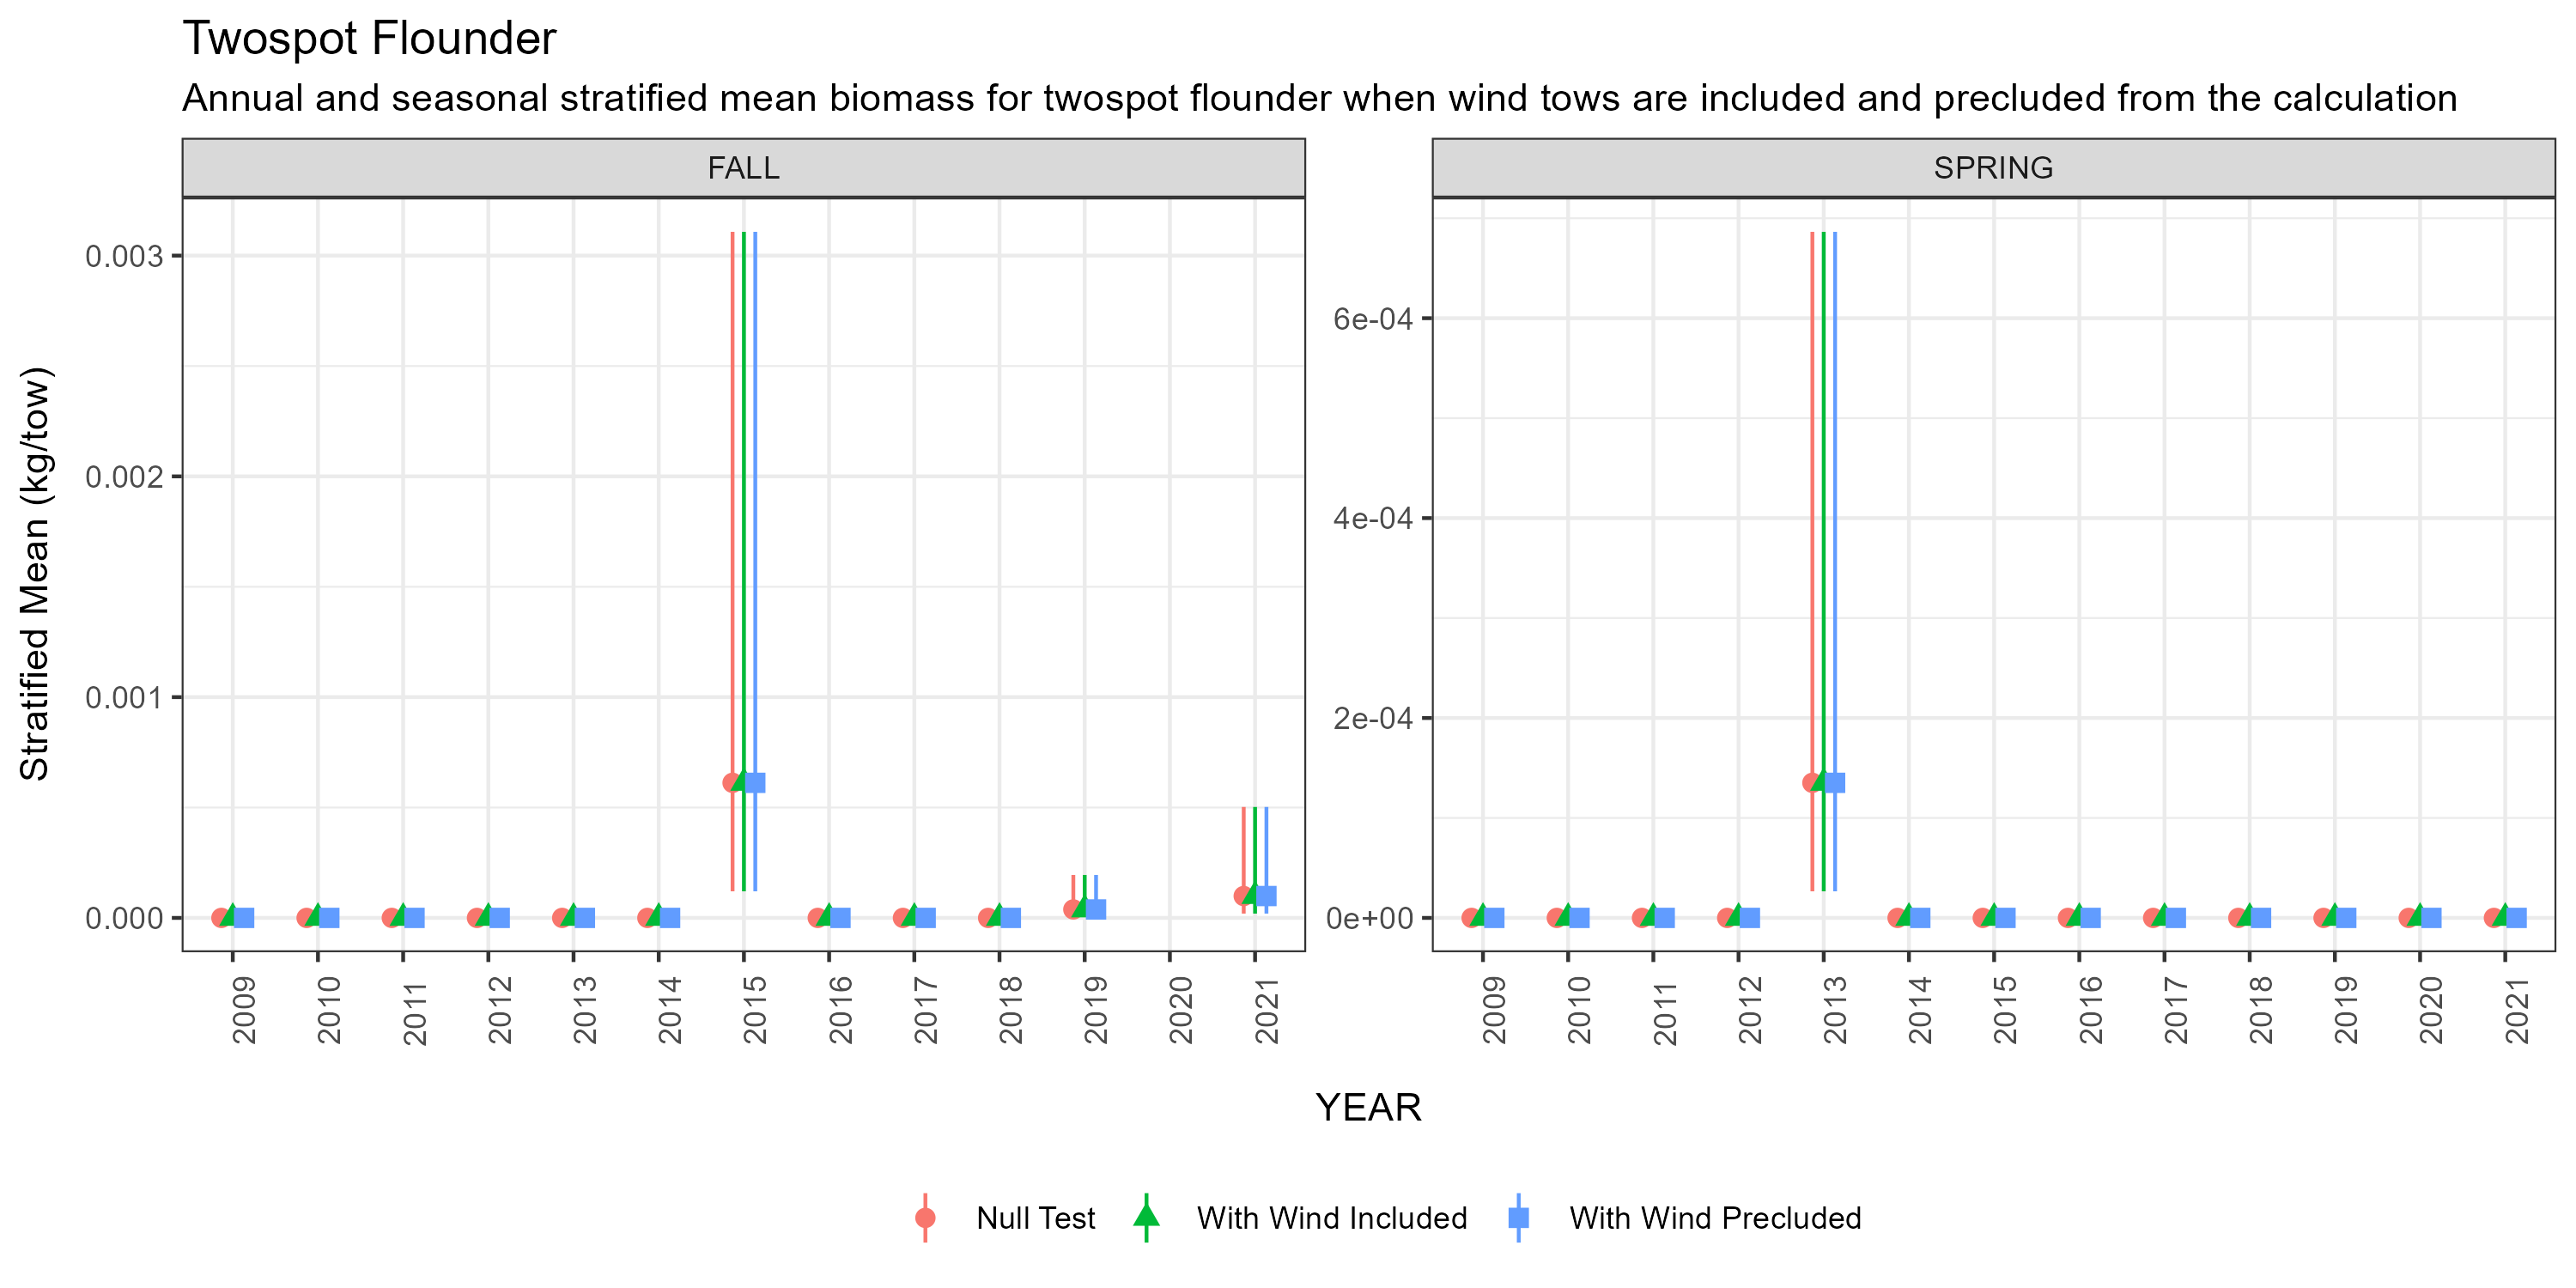 Twospot Flounder
Annual and seasonal stratified mean biomass for twospot flounder when wind tows are included and precluded from the calculation
FALL
SPRING
Stratified Mean (kg/tow)
0.003
0.002
0.001
0.000
6e-04
4e-04
2e-04
0e+00
2009 2010 2011 2012 2013 2014 2015 2016 2017 2018 2019 2020 2021
2009 2010 2011 2012 2013 2014 2015 2016 2017 2018 2019 2020 2021
YEAR
Null Test With Wind Included With Wind Precluded